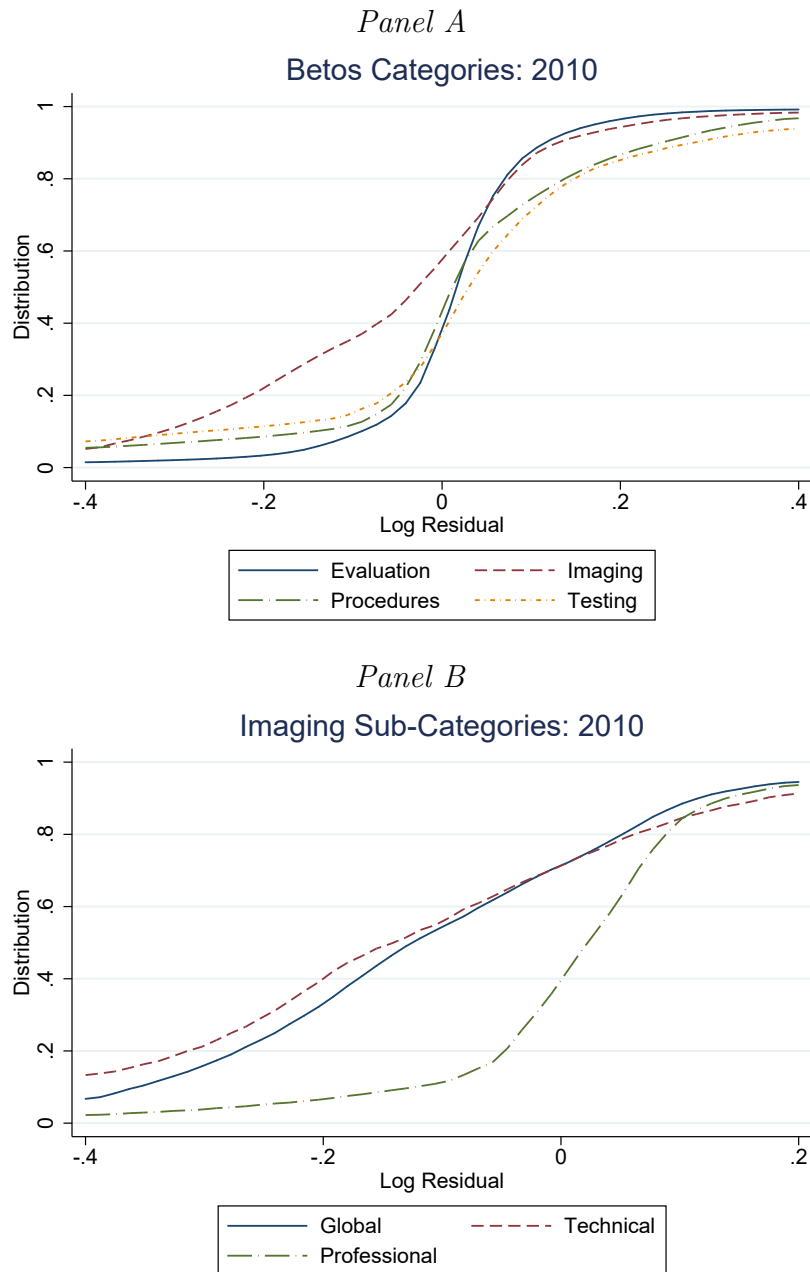 Panel A
Betos Categories: 2010
Distribution
1
.8
.6
.4
.2
0
-.4 -.2 0 .2 .4
Log Residual
Evaluation Imaging
Procedures Testing
Panel B
Imaging Sub-Categories: 2010
Distribution
1
.8
.6
.4
.2
0
-.4 -.2 0 .2
Log Residual
Global Technical
Professional